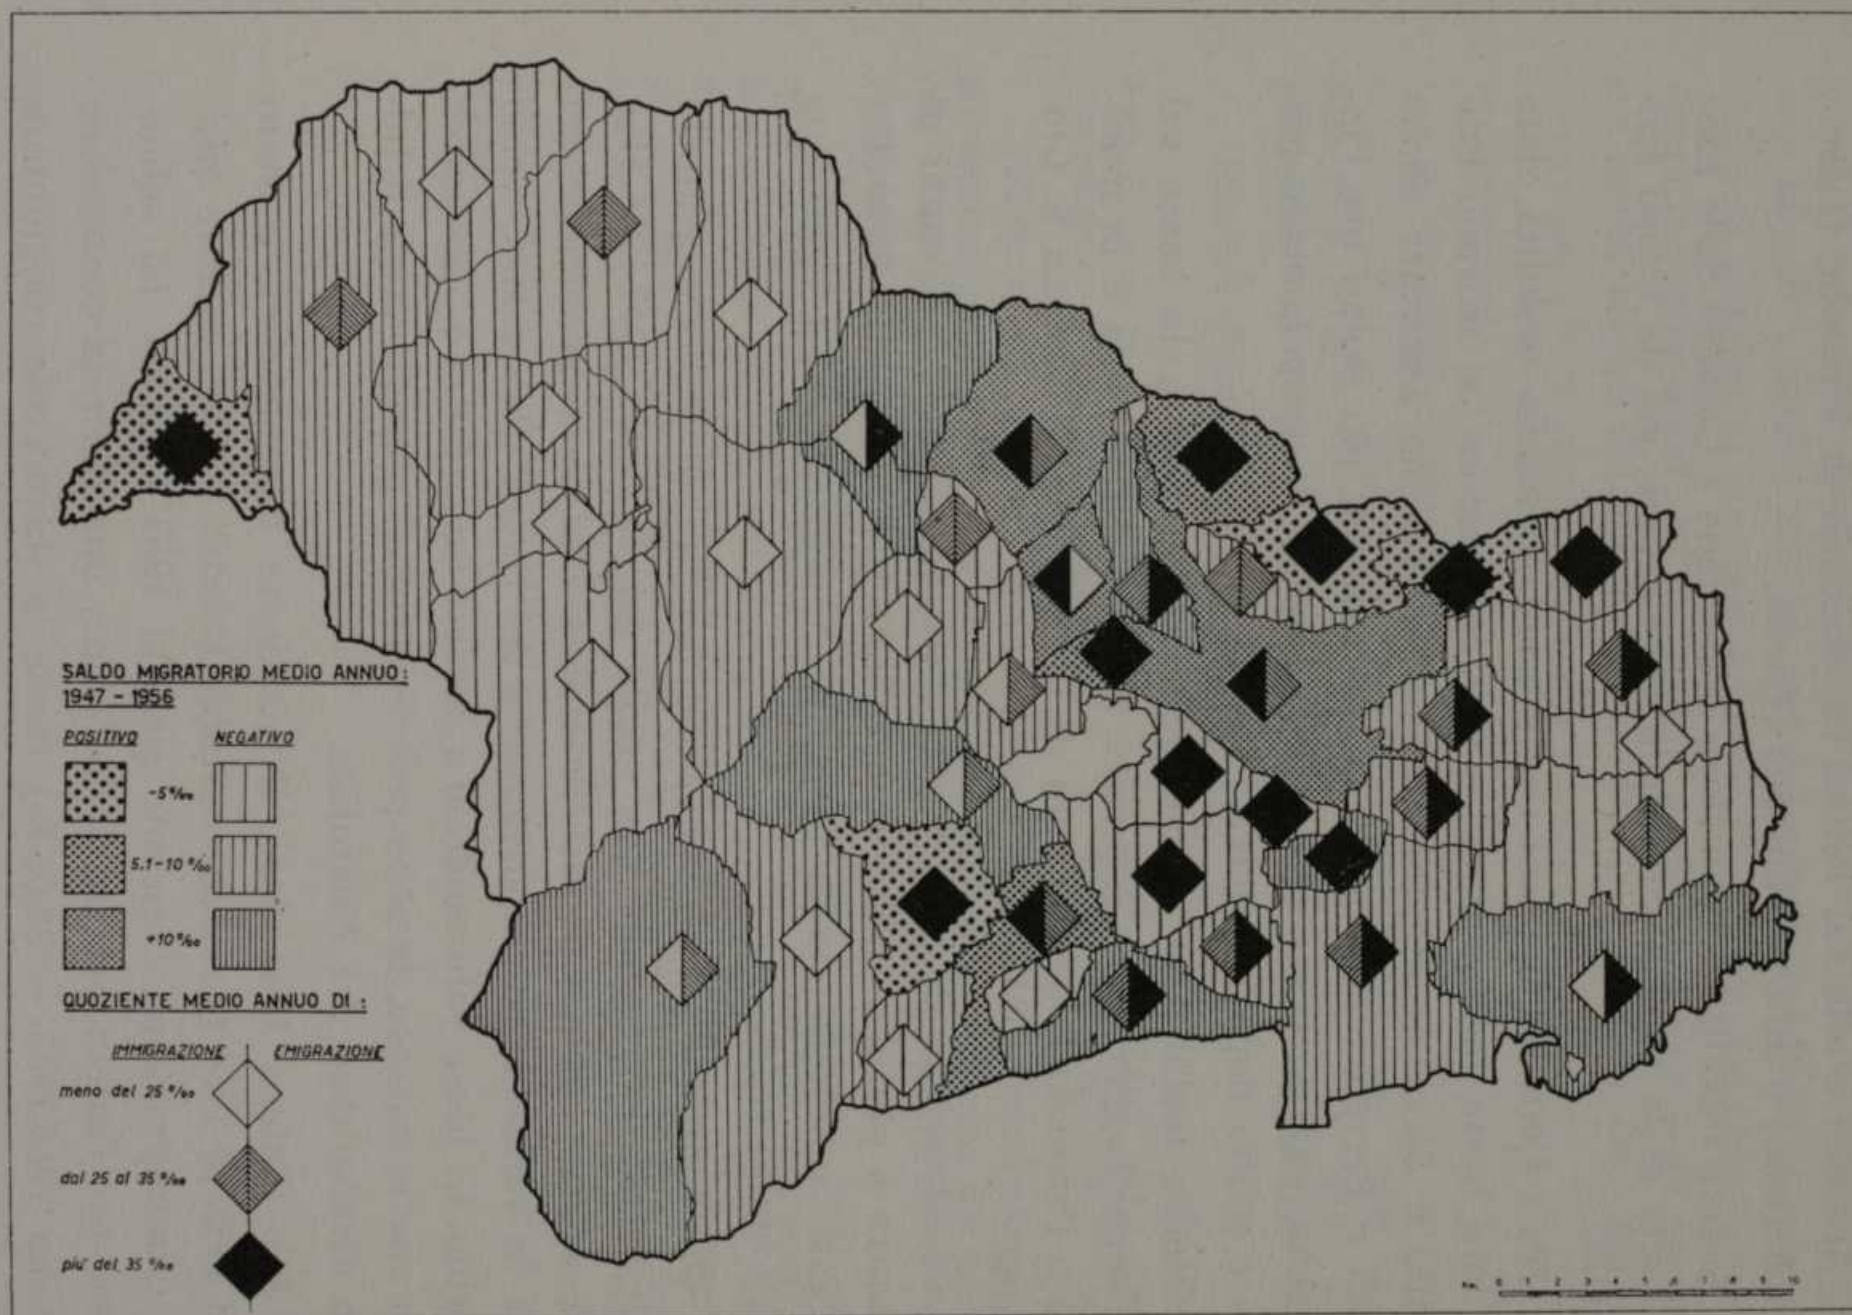 SALDO MIGRATORIO MEDIO ANNUO:
1947 - 1956
POSITIVO NEGATIVO
-5 ‰
5.1-10 ‰
+10 ‰
QUOZIENTE MEDIO ANNUO DI :
IMMIGRAZIONE EMIGRAZIONE
meno del 25 ‰
dal 25 al 35 ‰
piu' del 35 ‰
Km. 0 1 2 3 4 5 6 7 8 9 10